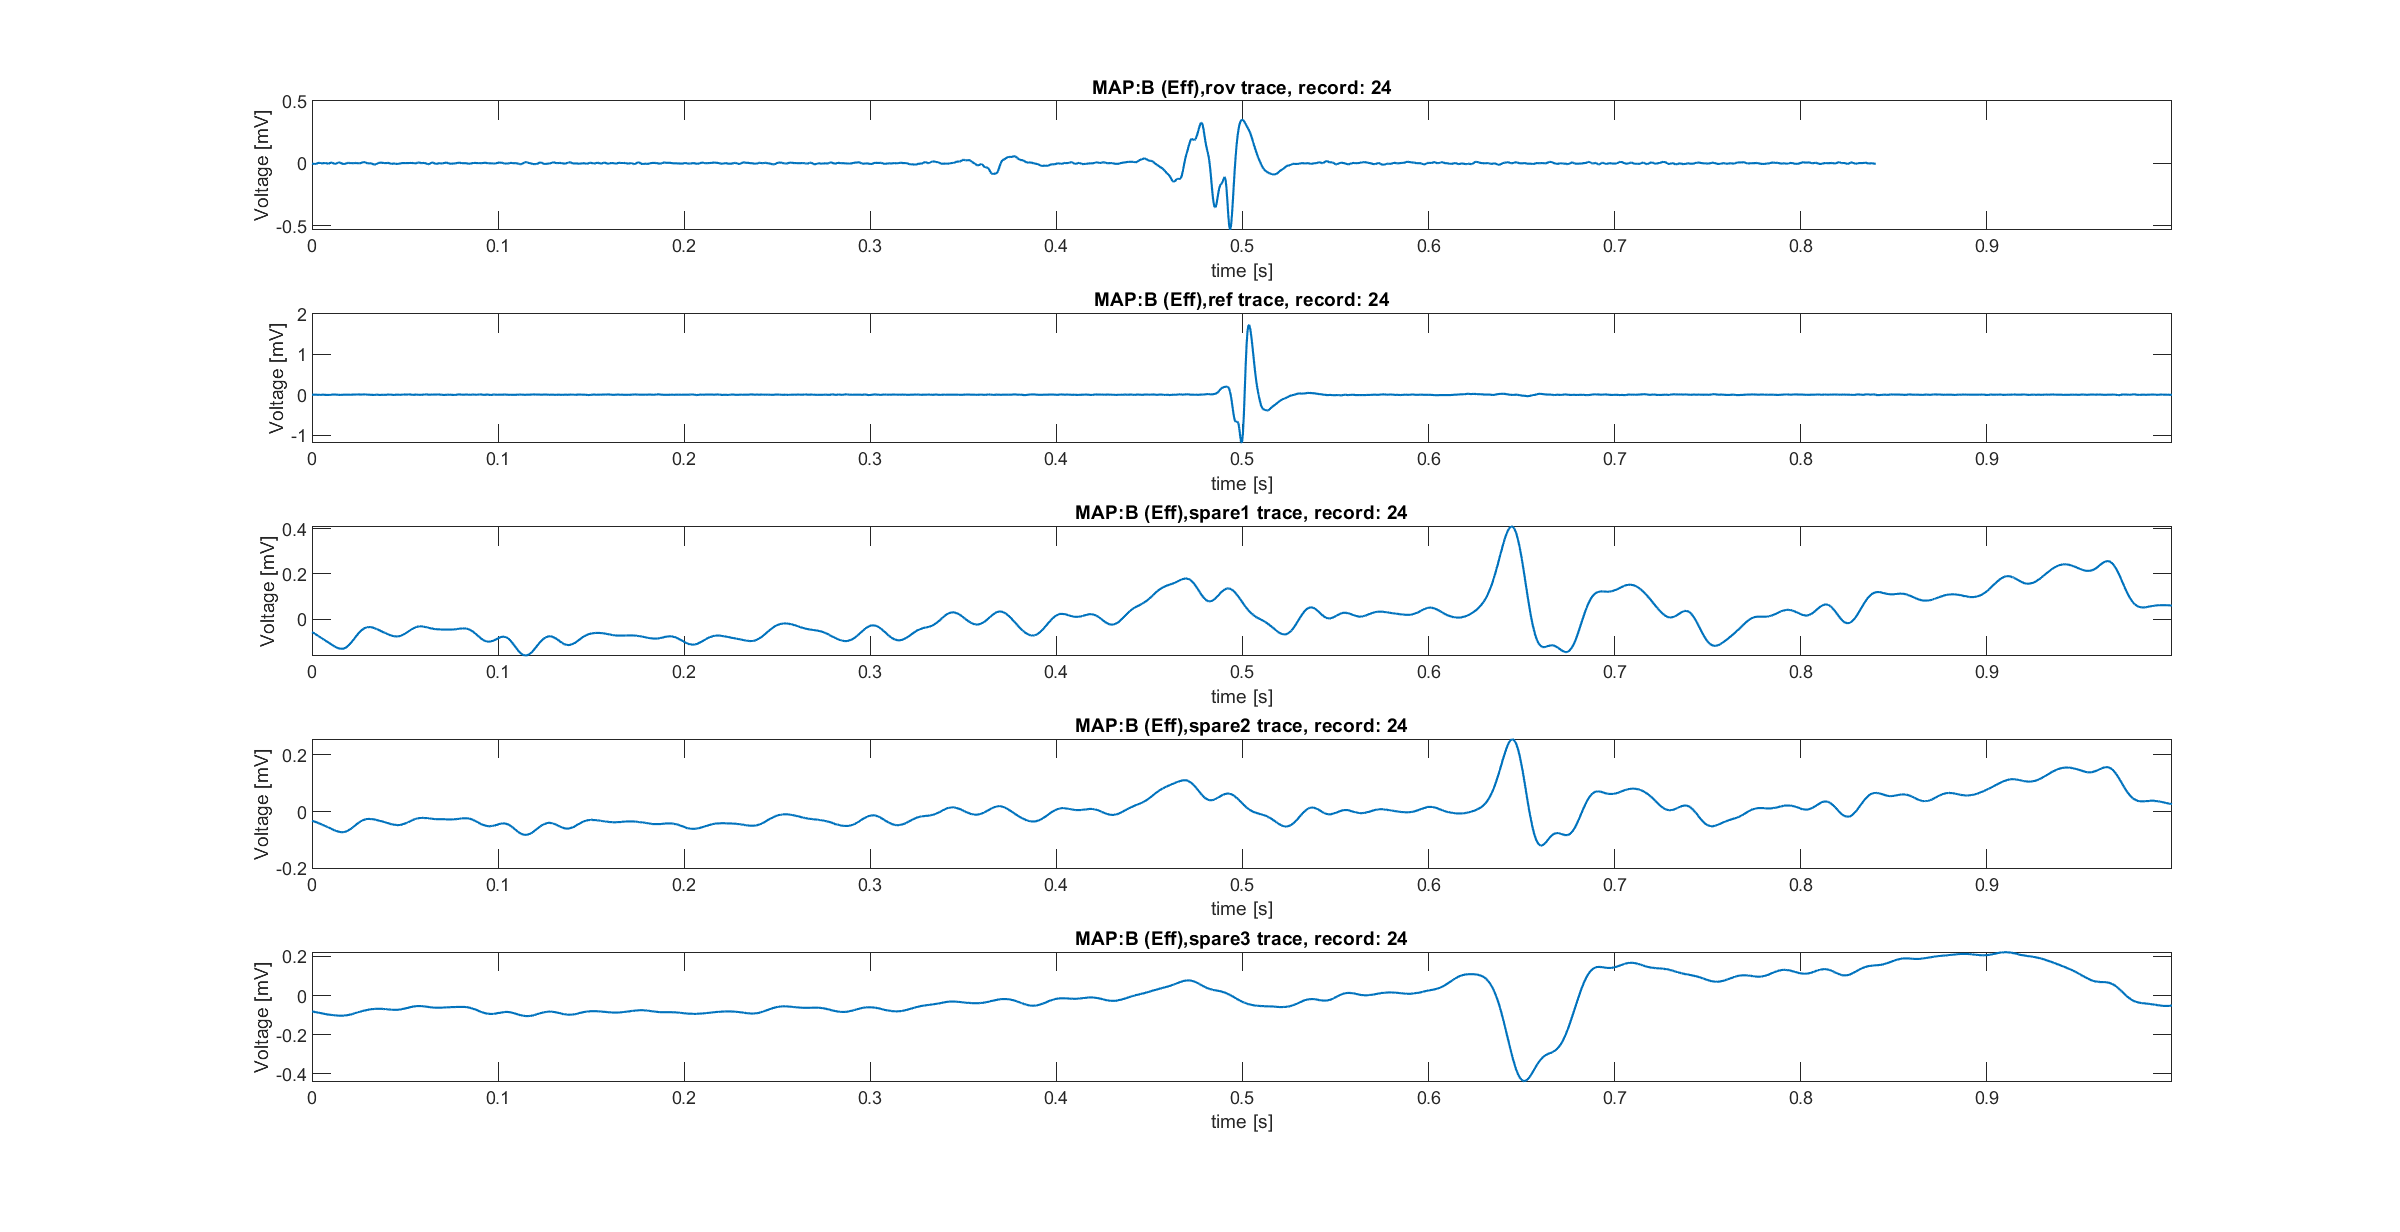 MAP:B (Eff),rov trace, record: 24
Voltage [mV]
0.5
0
-0.5
0 0.1 0.2 0.3 0.4 0.5 0.6 0.7 0.8 0.9
time [s]
MAP:B (Eff),ref trace, record: 24
Voltage [mV]
2
1
0
-1
0 0.1 0.2 0.3 0.4 0.5 0.6 0.7 0.8 0.9
time [s]
MAP:B (Eff),spare1 trace, record: 24
Voltage [mV]
0.4
0.2
0
0 0.1 0.2 0.3 0.4 0.5 0.6 0.7 0.8 0.9
time [s]
MAP:B (Eff),spare2 trace, record: 24
Voltage [mV]
0.2
0
-0.2
0 0.1 0.2 0.3 0.4 0.5 0.6 0.7 0.8 0.9
time [s]
MAP:B (Eff),spare3 trace, record: 24
Voltage [mV]
0.2
0
-0.2
-0.4
0 0.1 0.2 0.3 0.4 0.5 0.6 0.7 0.8 0.9
time [s]